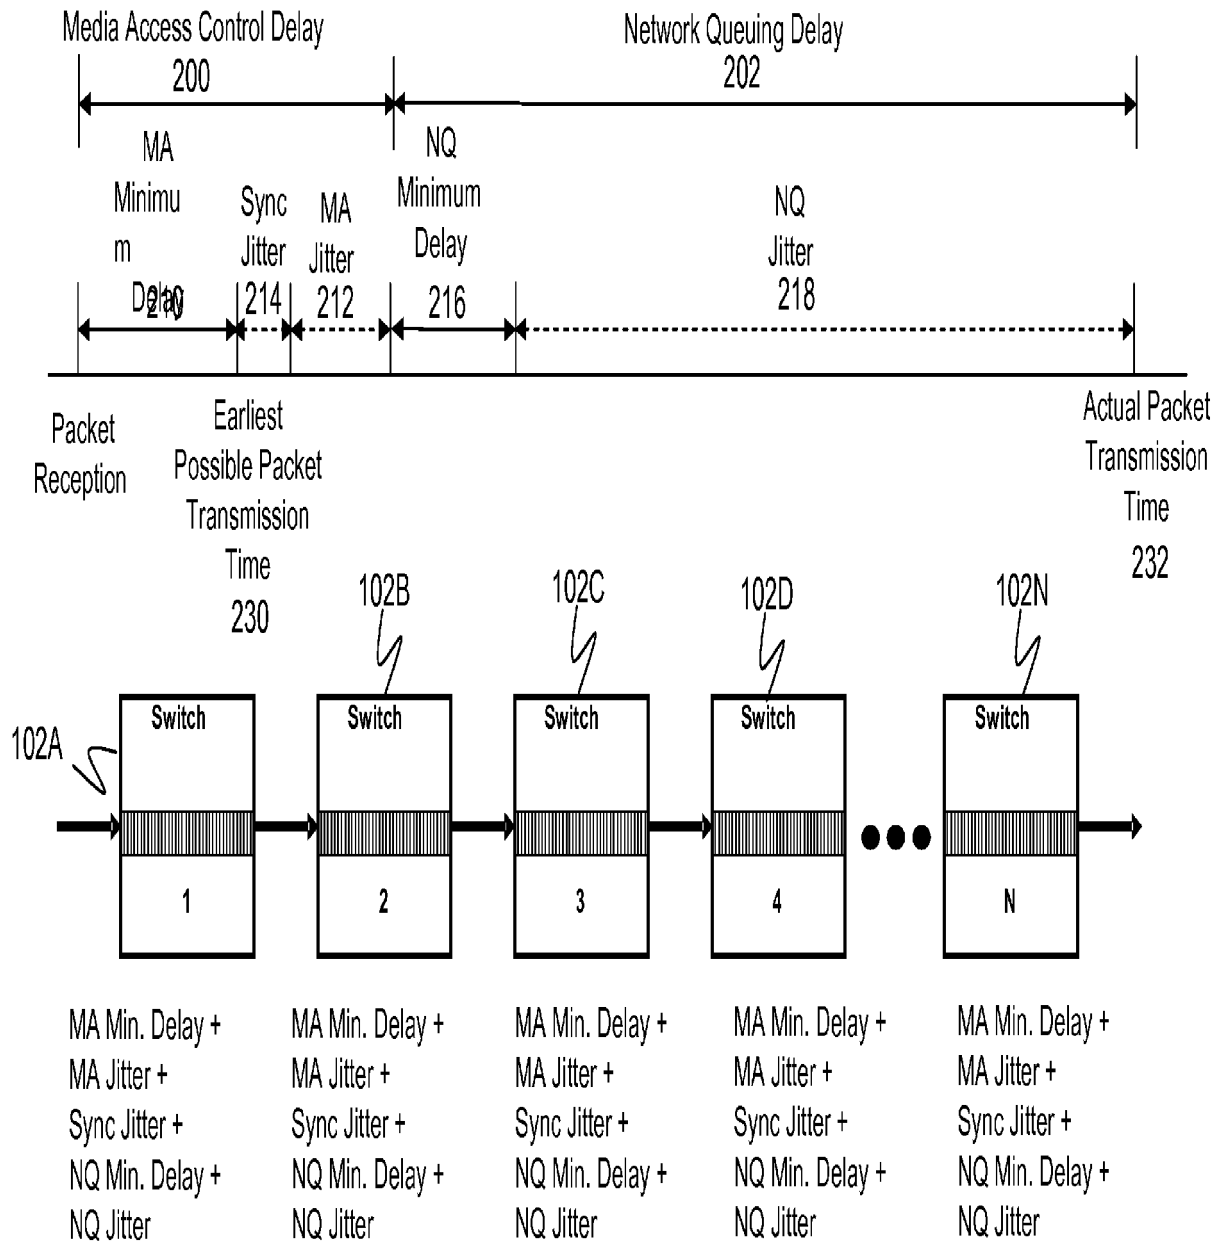 Media Access Control Delay
200
Network Queuing Delay
202
MA
Minimu
m
Delay
210
Sync
Jitter
214
MA
Jitter
212
NQ
Minimum
Delay
216
NQ
Jitter
218
Packet
Reception
Earliest
Possible Packet
Transmission
Time
230
Actual Packet
Transmission
Time
232
102A
102B
102C
102D
102N
Switch
1
Switch
2
Switch
3
Switch
4
Switch
N
MA Min. Delay +
MA Jitter +
Sync Jitter +
NQ Min. Delay +
NQ Jitter
MA Min. Delay +
MA Jitter +
Sync Jitter +
NQ Min. Delay +
NQ Jitter
MA Min. Delay +
MA Jitter +
Sync Jitter +
NQ Min. Delay +
NQ Jitter
MA Min. Delay +
MA Jitter +
Sync Jitter +
NQ Min. Delay +
NQ Jitter
MA Min. Delay +
MA Jitter +
Sync Jitter +
NQ Min. Delay +
NQ Jitter